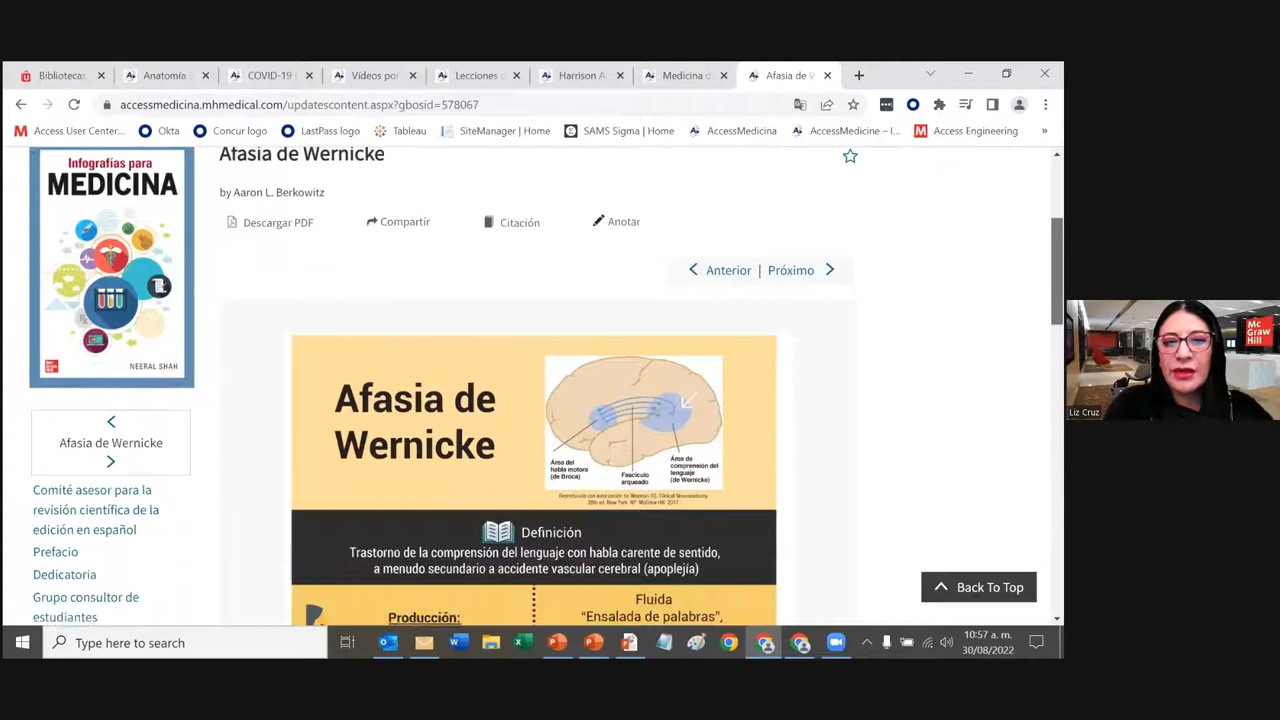 Bibliotecas
Anatomía
COVID-19
Vídeos por
Lecciones
Harrison A
Medicina d
Afasia de W
accessmedicina.mhmedical.com/updatescontent.aspx?gbosid=578067
Access User Center...
Okta
Concur logo
LastPass logo
Tableau
SiteManager | Home
SAMS Sigma | Home
AccessMedicina
AccessMedicine – I...
Access Engineering
»
Infografías para
MEDICINA
Mc
Graw
Hill
NEERAL SHAH
Afasia de Wernicke
by Aaron L. Berkowitz
Descargar PDF
Compartir
Citación
Anotar
Anterior | Próximo
Afasia de Wernicke
Comité asesor para la
revisión científica de la
edición en español
Prefacio
Dedicatoria
Grupo consultor de
estudiantes
Afasia de
Wernicke
Área del
habla motora
(de Broca)
Fascículo
arqueado
Área de
comprensión del
lenguaje
(de Wernicke)
Definición
Trastorno de la comprensión del lenguaje con habla carente de sentido,
a menudo secundario a accidente vascular cerebral (apoplejía)
Producción:
Fluida
"Ensalada de palabras",
Back To Top
Type here to search
10:57 a. m.
30/08/2022
Mc
Graw
Hill
Liz Cruz